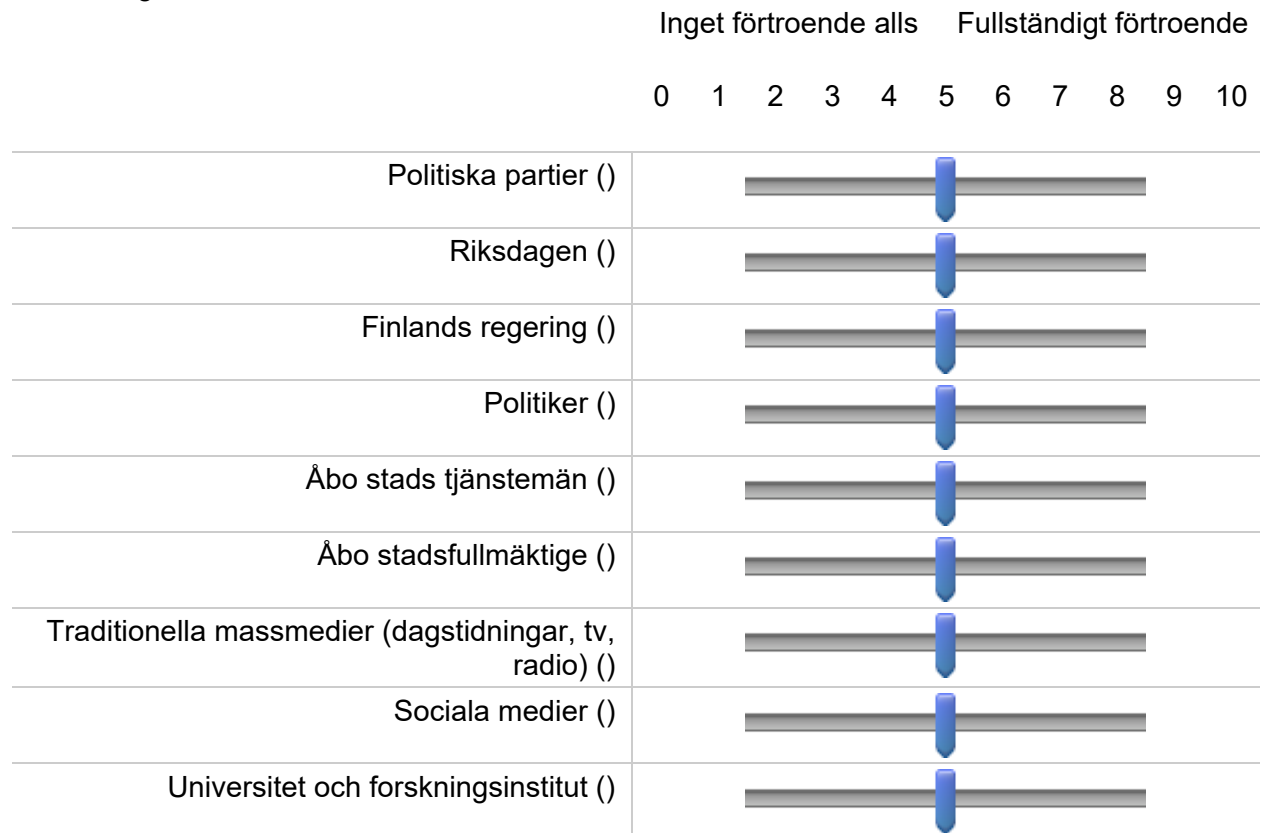 Inget förtroende alls Fullständigt förtroende
0 1 2 3 4 5 6 7 8 9 10
Politiska partier ()
Riksdagen ()
Finlands regering ()
Politiker ()
Åbo stads tjänstemän ()
Åbo stadsfullmäktige ()
Traditionella massmedier (dagstidningar, tv,
radio) ()
Sociala medier ()
Universitet och forskningsinstitut ()